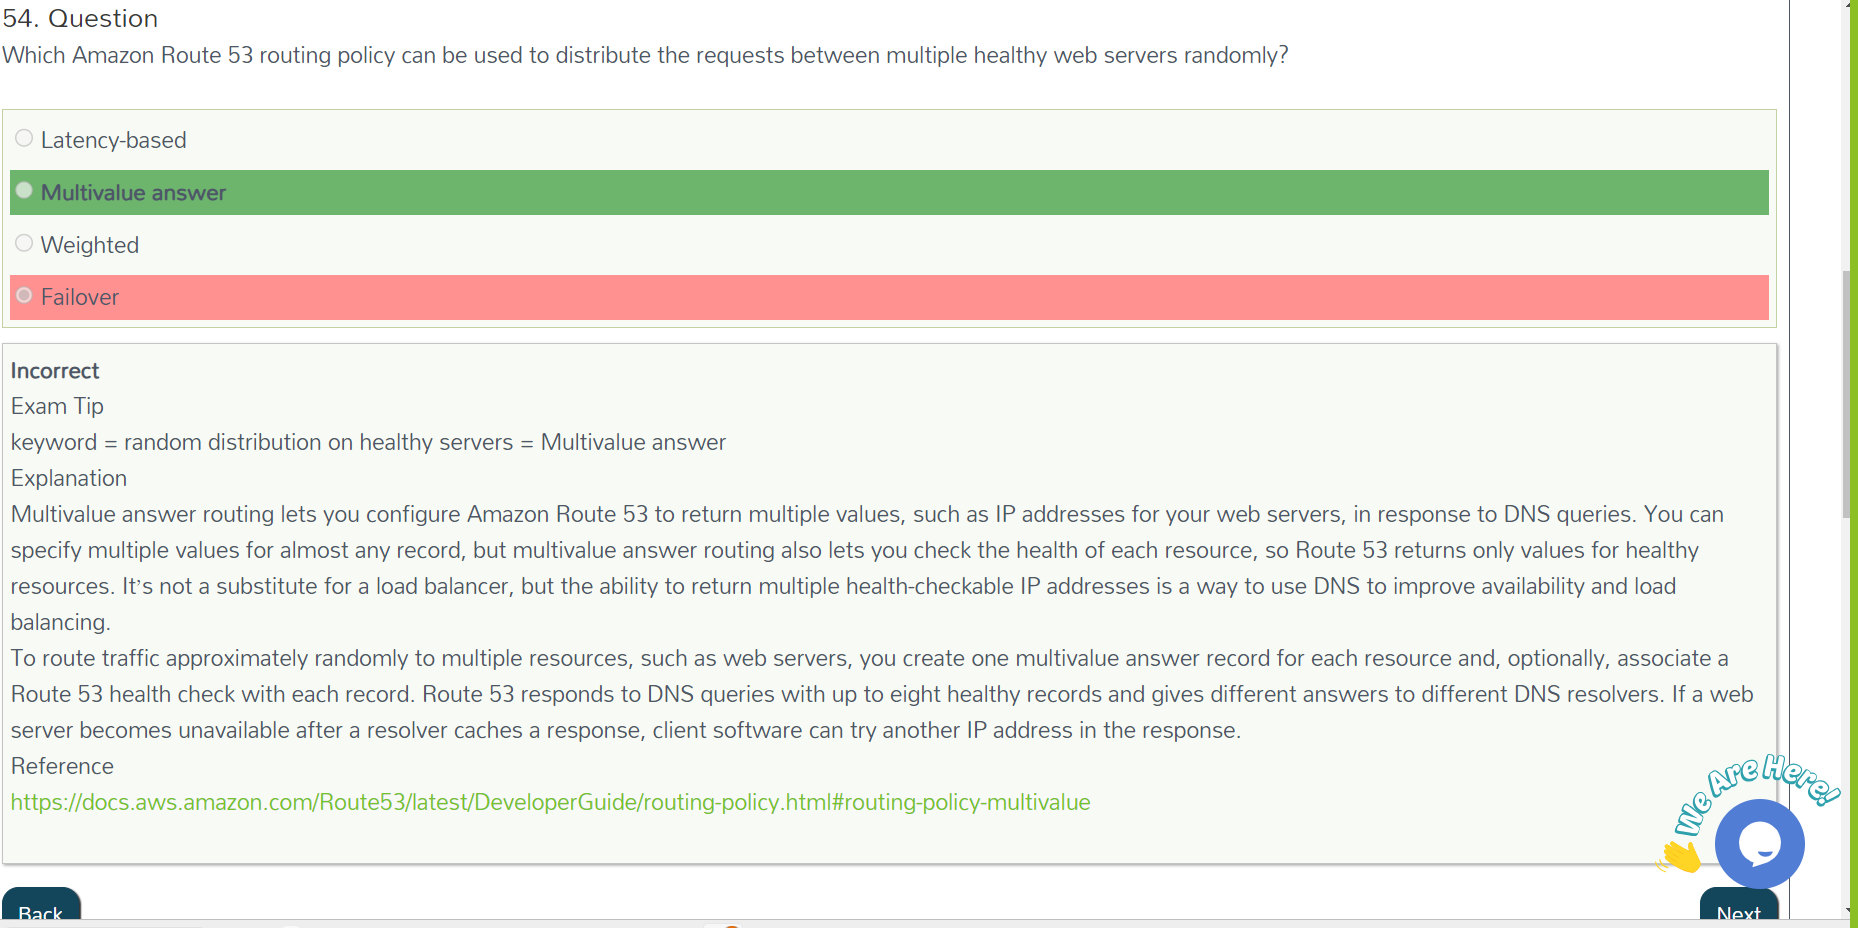 54. Question
Which Amazon Route 53 routing policy can be used to distribute the requests between multiple healthy web servers randomly?
Latency-based
Multivalue answer
Weighted
Failover
Incorrect
Exam Tip
keyword = random distribution on healthy servers = Multivalue answer
Explanation
Multivalue answer routing lets you configure Amazon Route 53 to return multiple values, such as IP addresses for your web servers, in response to DNS queries. You can
specify multiple values for almost any record, but multivalue answer routing also lets you check the health of each resource, so Route 53 returns only values for healthy
resources. It’s not a substitute for a load balancer, but the ability to return multiple health-checkable IP addresses is a way to use DNS to improve availability and load
balancing.
To route traffic approximately randomly to multiple resources, such as web servers, you create one multivalue answer record for each resource and, optionally, associate a
Route 53 health check with each record. Route 53 responds to DNS queries with up to eight healthy records and gives different answers to different DNS resolvers. If a web
server becomes unavailable after a resolver caches a response, client software can try another IP address in the response.
Reference
https://docs.aws.amazon.com/Route53/latest/DeveloperGuide/routing-policy.html#routing-policy-multivalue
We Are Here!
Back
Next